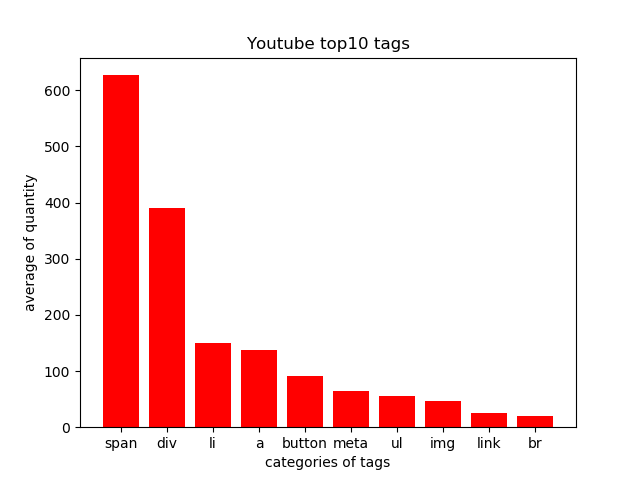 Youtube top10 tags
600
500
400
300
200
100
0
average of quantity
span div li a button meta ul img link br
categories of tags